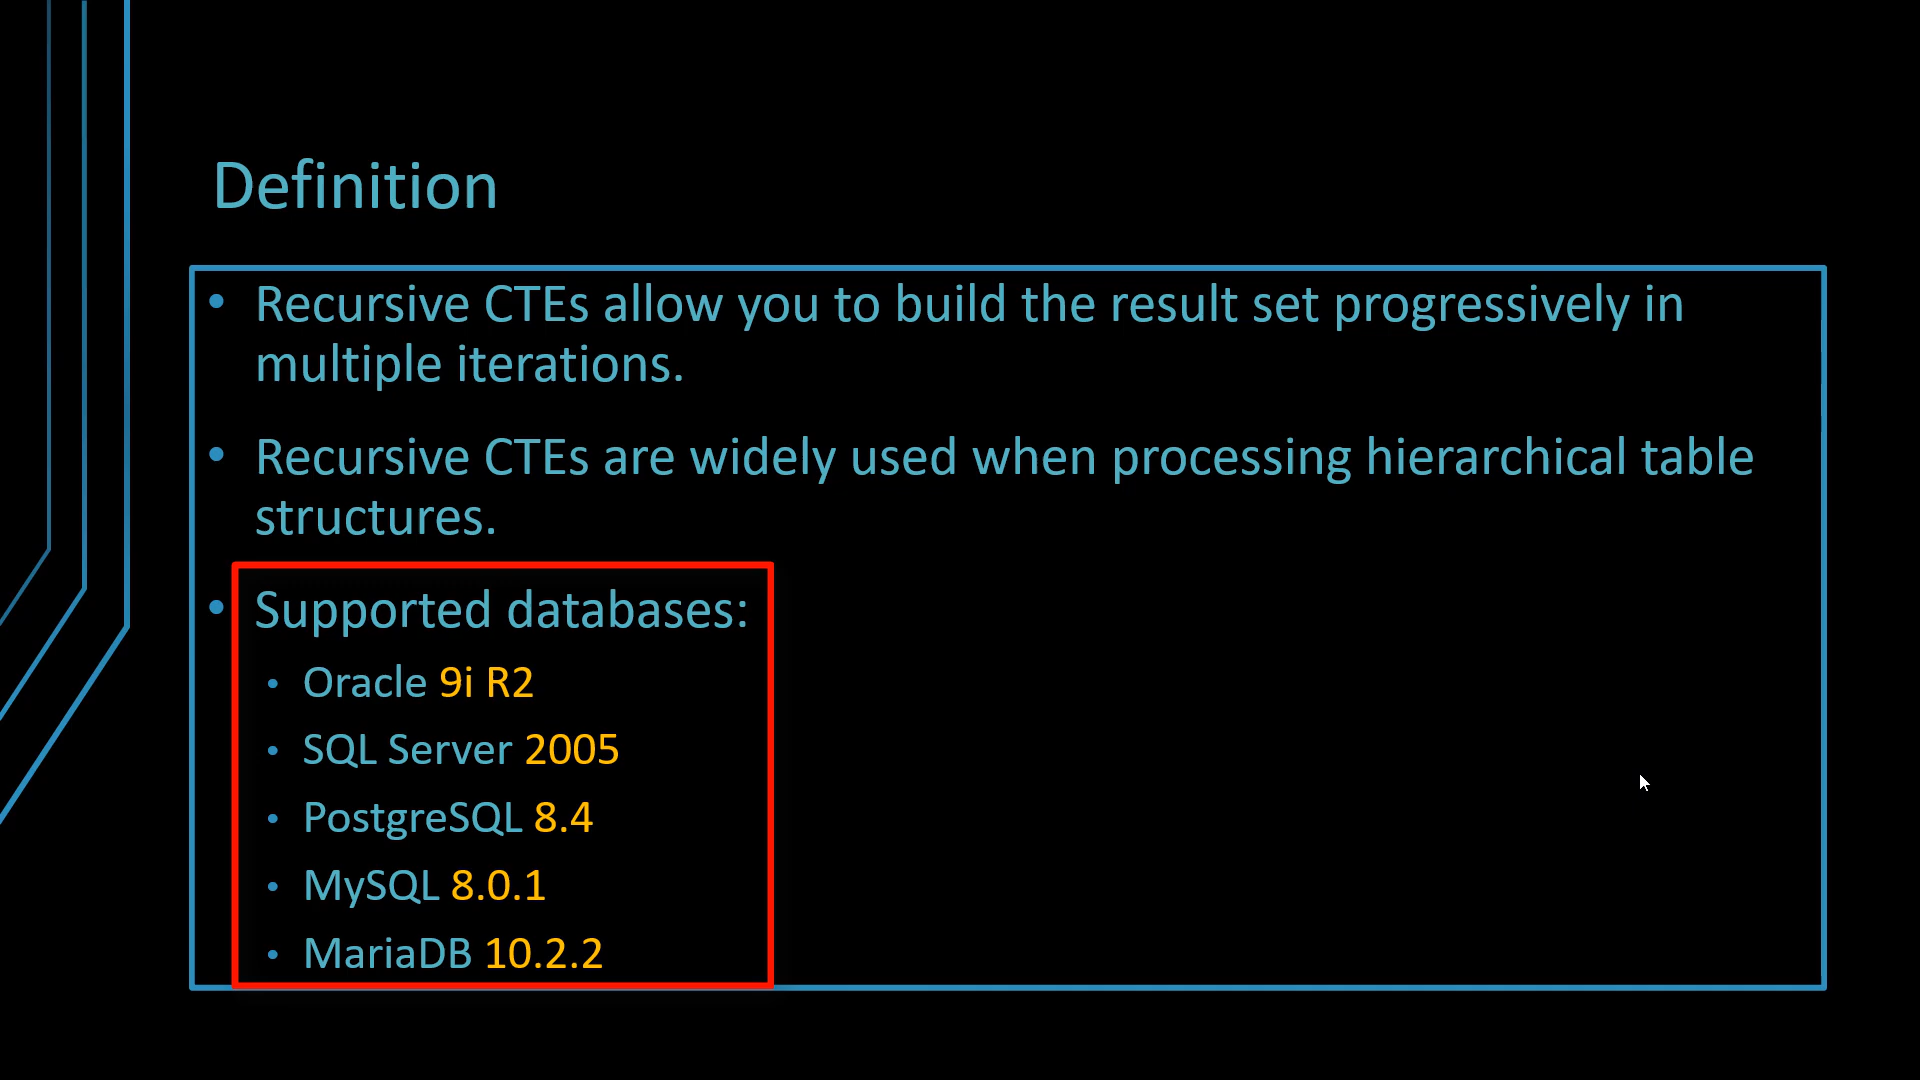 Definition
• Recursive CTEs allow you to build the result set progressively in
multiple iterations.
• Recursive CTEs are widely used when processing hierarchical table
structures.
• Supported databases:
• Oracle 9i R2
• SQL Server 2005
• PostgreSQL 8.4
• MySQL 8.0.1
• MariaDB 10.2.2